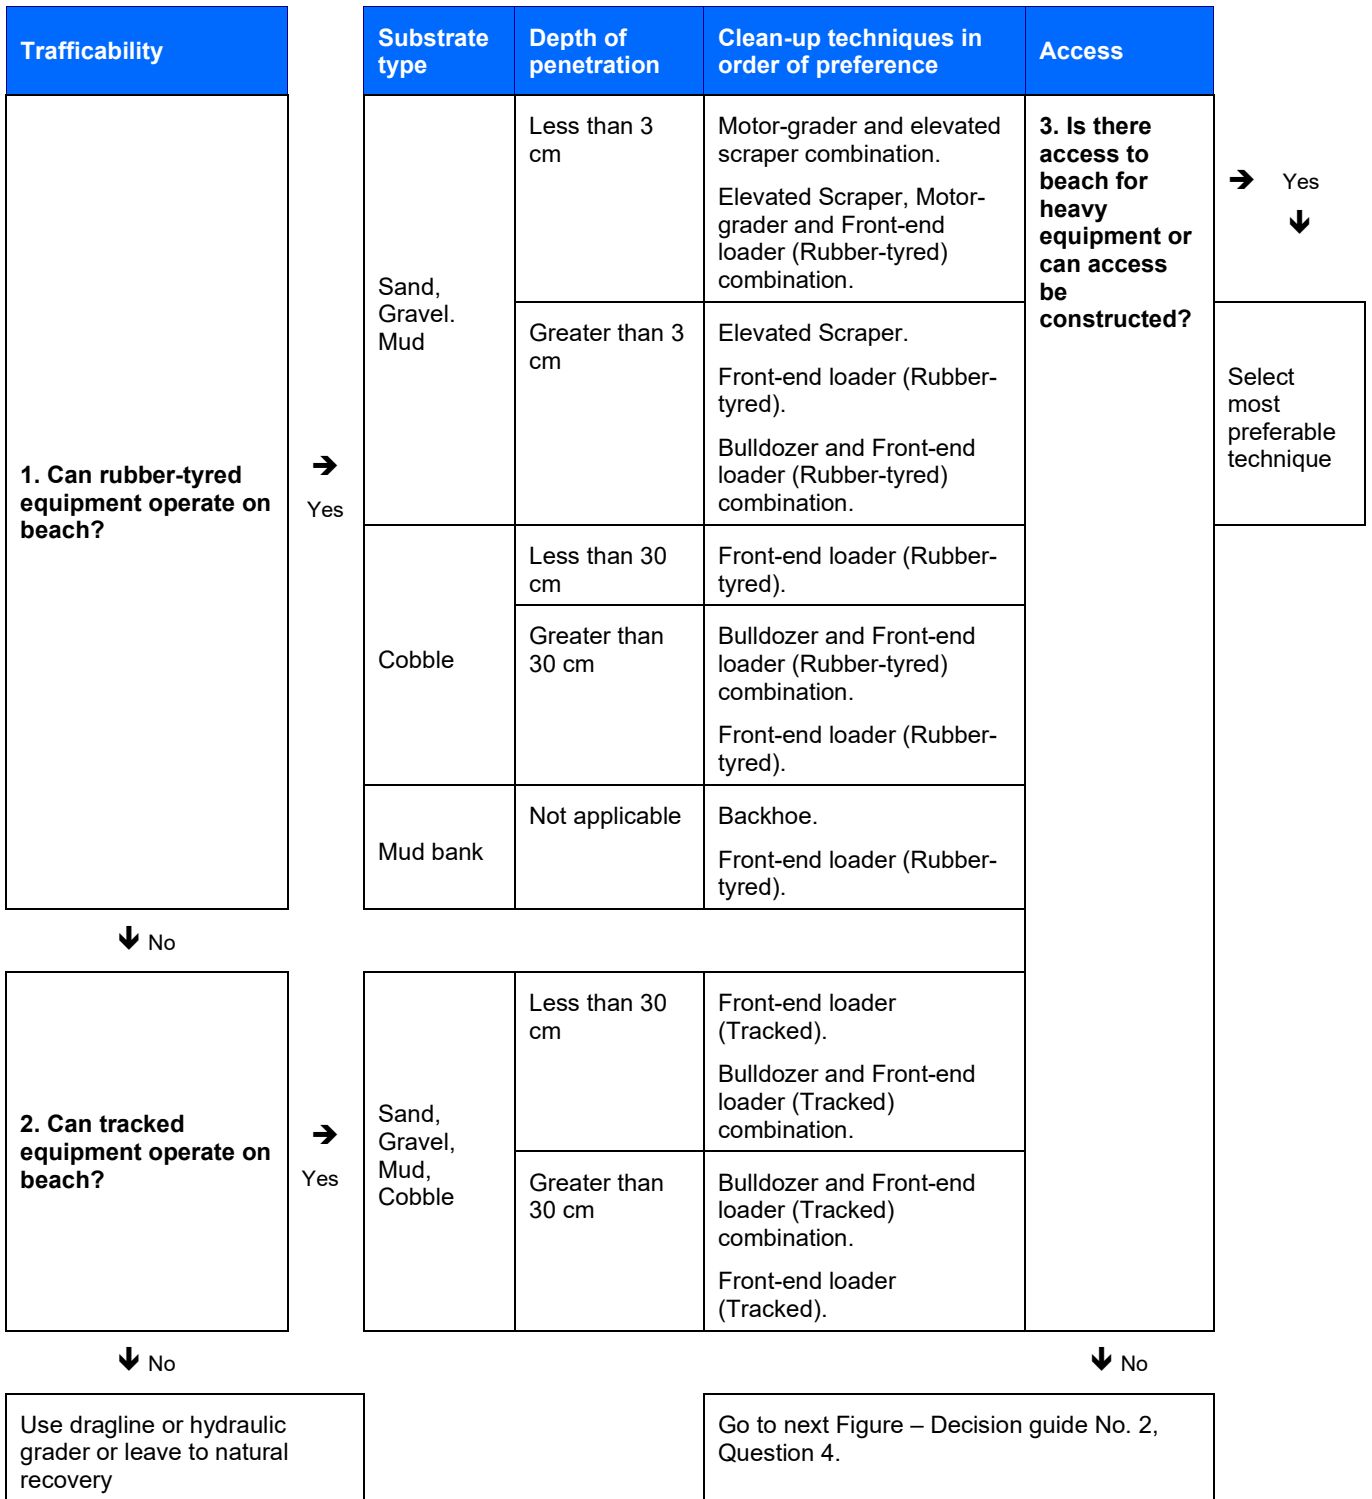 Trafficability
Substrate
type
Depth of
penetration
Clean-up techniques in
order of preference
Access
1. Can rubber-tyred
equipment operate on
beach?
➔
Yes
Sand,
Gravel.
Mud
Less than 3
cm
Motor-grader and elevated
scraper combination.
Elevated Scraper, Motor-
grader and Front-end
loader (Rubber-tyred)
combination.
Greater than 3
cm
Elevated Scraper.
Front-end loader (Rubber-
tyred).
Bulldozer and Front-end
loader (Rubber-tyred)
combination.
Cobble
Less than 30
cm
Front-end loader (Rubber-
tyred).
Greater than
30 cm
Bulldozer and Front-end
loader (Rubber-tyred)
combination.
Front-end loader (Rubber-
tyred).
Mud bank
Not applicable
Backhoe.
Front-end loader (Rubber-
tyred).
3. Is there
access to
beach for
heavy
equipment or
can access
be
constructed?
➔ Yes
🡫
Select
most
preferable
technique
🡫 No
2. Can tracked
equipment operate on
beach?
➔
Yes
Sand,
Gravel,
Mud,
Cobble
Less than 30
cm
Front-end loader
(Tracked).
Bulldozer and Front-end
loader (Tracked)
combination.
Greater than
30 cm
Bulldozer and Front-end
loader (Tracked)
combination.
Front-end loader
(Tracked).
🡫 No
🡫 No
Use dragline or hydraulic
grader or leave to natural
recovery
Go to next Figure – Decision guide No. 2,
Question 4.